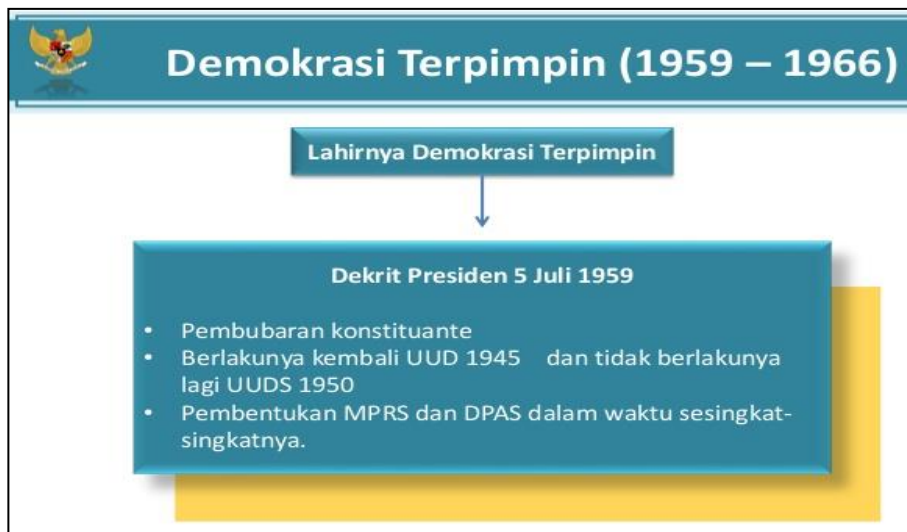 Demokrasi Terpimpin (1959 – 1966)
Lahirnya Demokrasi Terpimpin
Dekrit Presiden 5 Juli 1959
• Pembubaran konstituante
• Berlakunya kembali UUD 1945 dan tidak berlakunya
lagi UUDS 1950
• Pembentukan MPRS dan DPAS dalam waktu sesingkat-
singkatnya.